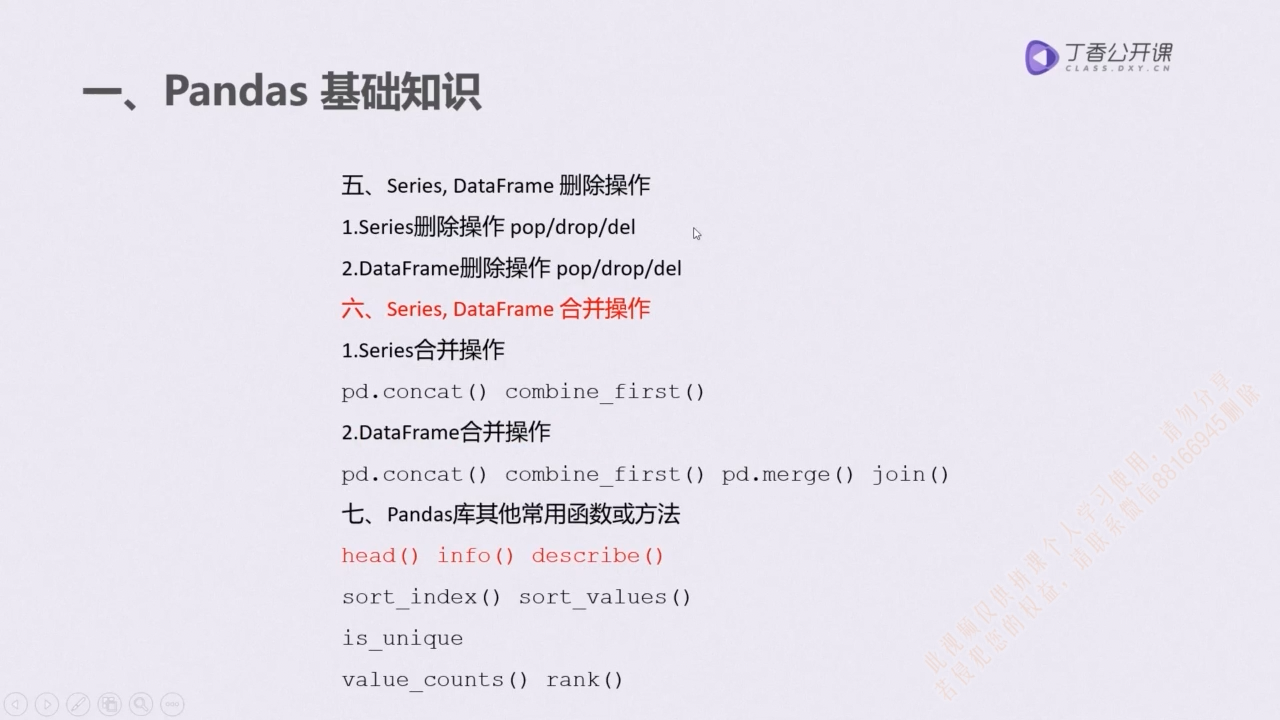 丁香公开课
CLASS.DXY.CN
一、Pandas 基础知识
五、Series, DataFrame 删除操作
1.Series删除操作 pop/drop/del
2.DataFrame删除操作 pop/drop/del
六、Series, DataFrame 合并操作
1.Series合并操作
pd.concat() combine_first()
2.DataFrame合并操作
pd.concat() combine_first() pd.merge() join()
七、Pandas库其他常用函数或方法
head() info() describe()
sort_index() sort_values()
is_unique
value_counts() rank()
此视频仅供拼课个人学习使用，请勿分享
若侵犯您的权益，请联系微信88166945删除